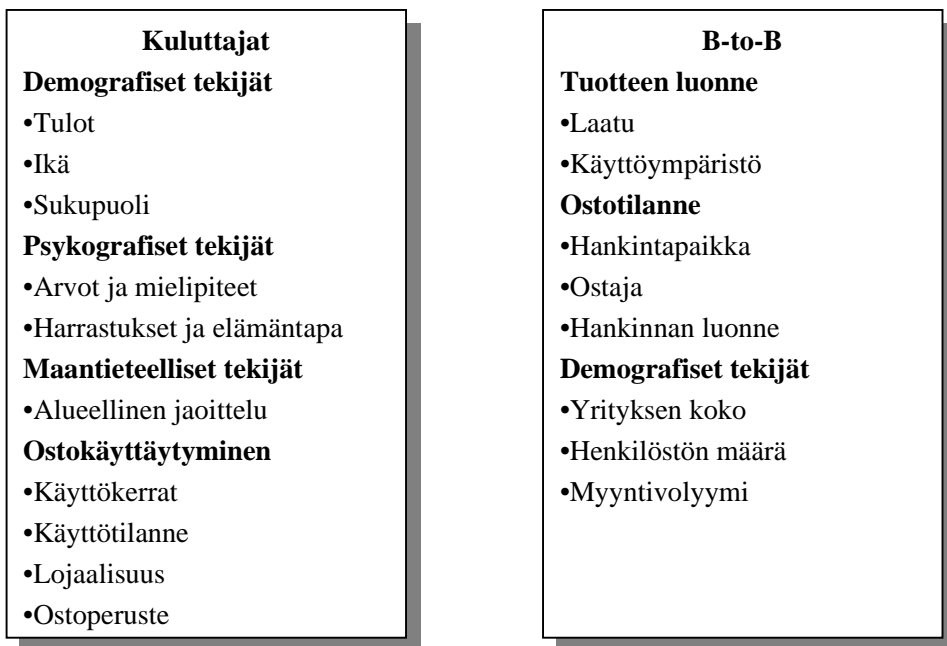 Kuluttajat
Demografiset tekijät
•Tulot
•Ikä
•Sukupuoli
Psykografiset tekijät
•Arvot ja mielipiteet
•Harrastukset ja elämäntapa
Maantieteelliset tekijät
•Alueellinen jaoittelu
Ostokäyttäytyminen
•Käyttökerrat
•Käyttötilanne
•Lojaalisuus
•Ostoperuste
B-to-B
Tuotteen luonne
•Laatu
•Käyttöympäristö
Ostotilanne
•Hankintapaikka
•Ostaja
•Hankinnan luonne
Demografiset tekijät
•Yrityksen koko
•Henkilöstön määrä
•Myyntivolyymi